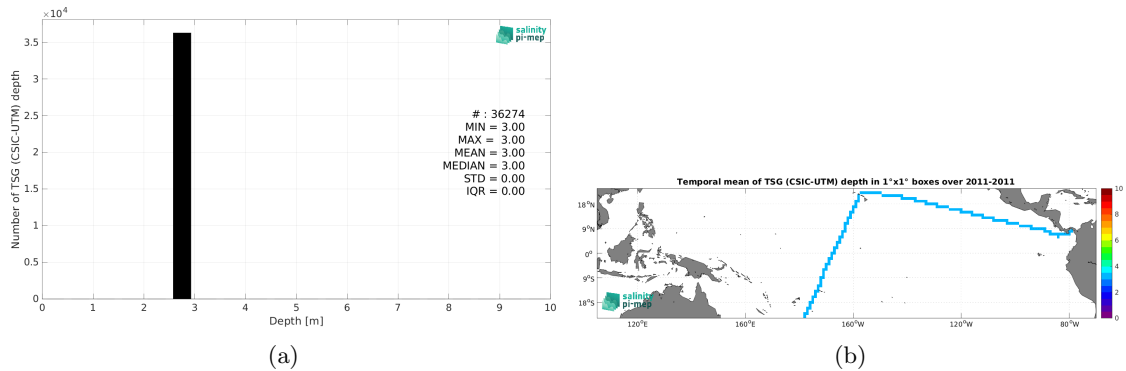 ×10⁴
3.5
3
2.5
2
1.5
1
0.5
0
Number of TSG (CSIC-UTM) depth
salinity
pi-mep
# : 36274
MIN = 3.00
MAX = 3.00
MEAN = 3.00
MEDIAN = 3.00
STD = 0.00
IQR = 0.00
0 1 2 3 4 5 6 7 8 9 10
Depth [m]
(a)
Temporal mean of TSG (CSIC-UTM) depth in 1°x1° boxes over 2011-2011
18°N
9°N
0°
9°S
18°S
salinity
pi-mep
120°E 160°E 160°W 120°W 80°W
10
8
6
4
2
0
(b)